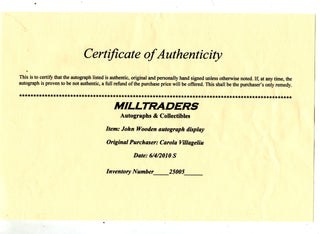 Certificate of Authenticity
This is to certify that the autograph listed is authentic, original and personally hand signed unless otherwise noted. If, at any time, the
autograph is proven to be not authentic, a full refund of the purchase price will be offered. This shall be the purchaser's only remedy.
MILLTRADERS
Autographs & Collectibles
Item: John Wooden autograph display
Original Purchaser: Carola Villageliu
Date: 6/4/2010 S
Inventory Number_____25005______